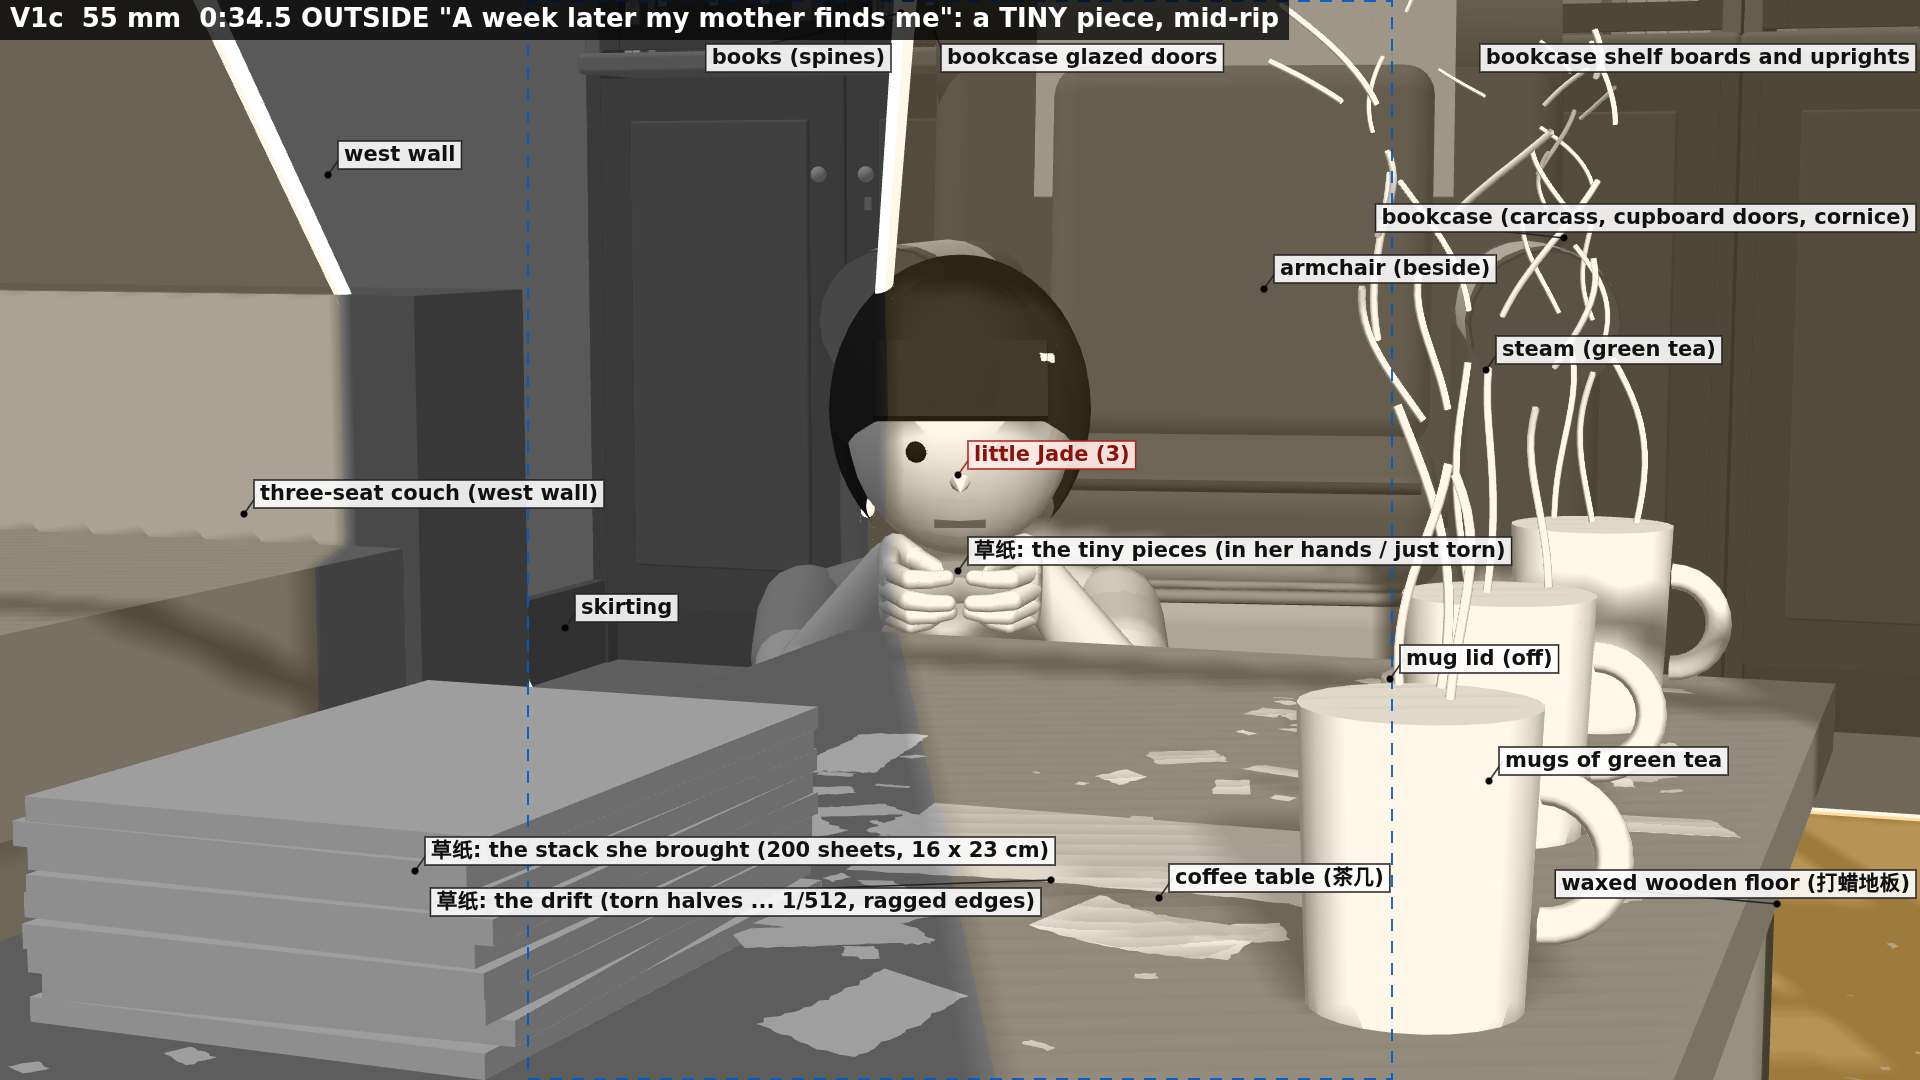 V1c 55 mm 0:34.5 OUTSIDE "A week later my mother finds me": a TINY piece, mid-rip
books (spines)
bookcase glazed doors
bookcase shelf boards and uprights
west wall
bookcase (carcass, cupboard doors, cornice)
armchair (beside)
steam (green tea)
little Jade (3)
three-seat couch (west wall)
草纸: the tiny pieces (in her hands / just torn)
skirting
mug lid (off)
mugs of green tea
草纸: the stack she brought (200 sheets, 16 x 23 cm)
coffee table (茶几)
waxed wooden floor (打蜡地板)
草纸: the drift (torn halves ... 1/512, ragged edges)